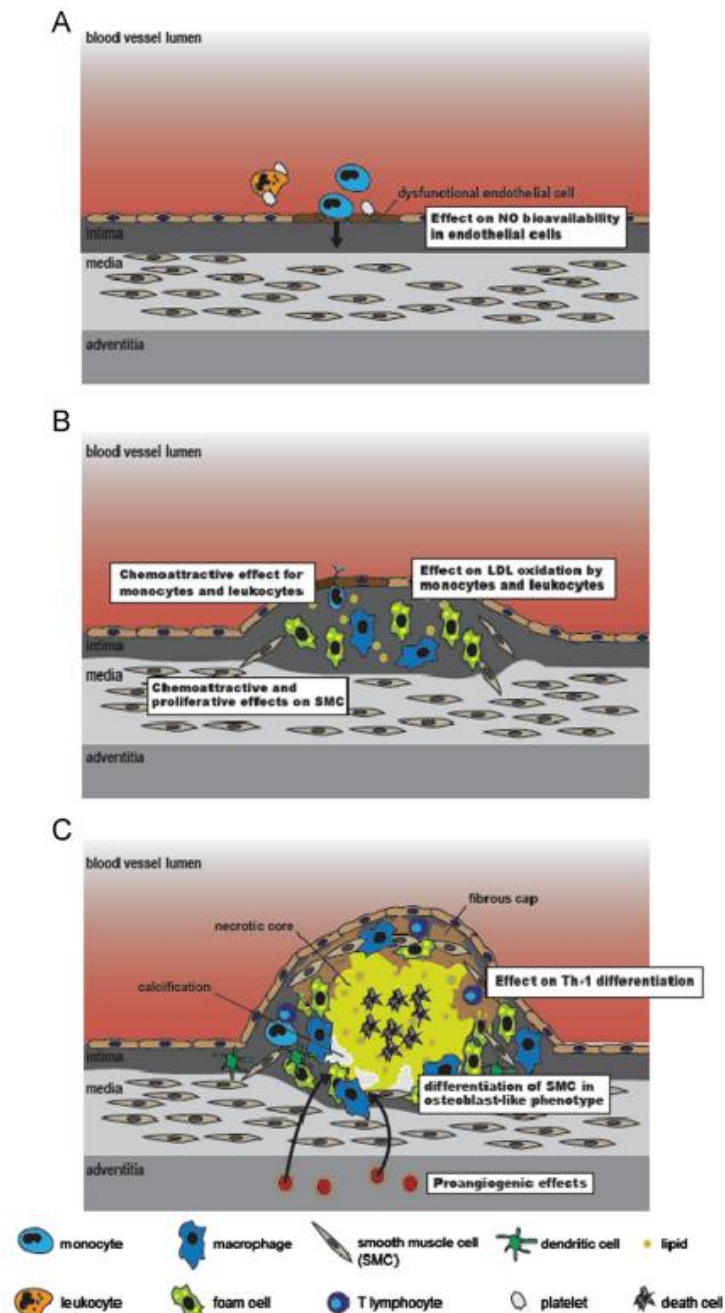 A
blood vessel lumen
dysfunctional endothelial cell
Effect on NO bioavailability
in endothelial cells
intima
media
adventitia
B
blood vessel lumen
Chemoattractive effect for
monocytes and leukocytes
Effect on LDL oxidation by
monocytes and leukocytes
intima
media
Chemoattractive and
proliferative effects on SMC
adventitia
C
blood vessel lumen
fibrous cap
necrotic core
Effect on Th-1 differentiation
calcification
intima
media
differentiation of SMC in
osteoblast-like phenotype
adventitia
Proangiogenic effects
monocyte
macrophage
smooth muscle cell
(SMC)
dendritic cell
lipid
leukocyte
foam cell
T lymphocyte
platelet
death cell